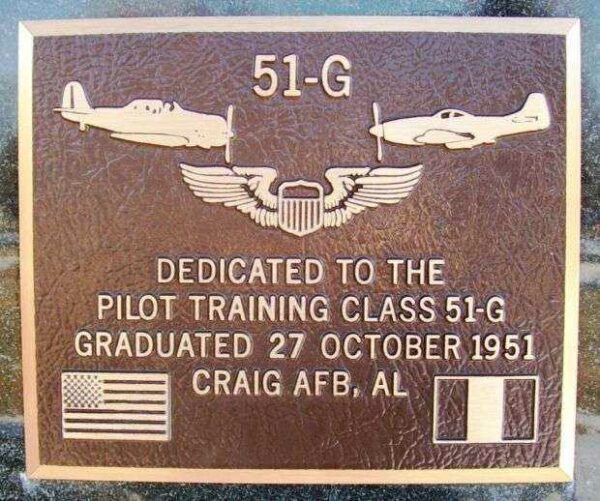 51-G
DEDICATED TO THE
PILOT TRAINING CLASS 51-G
GRADUATED 27 OCTOBER 1951
CRAIG AFB, AL